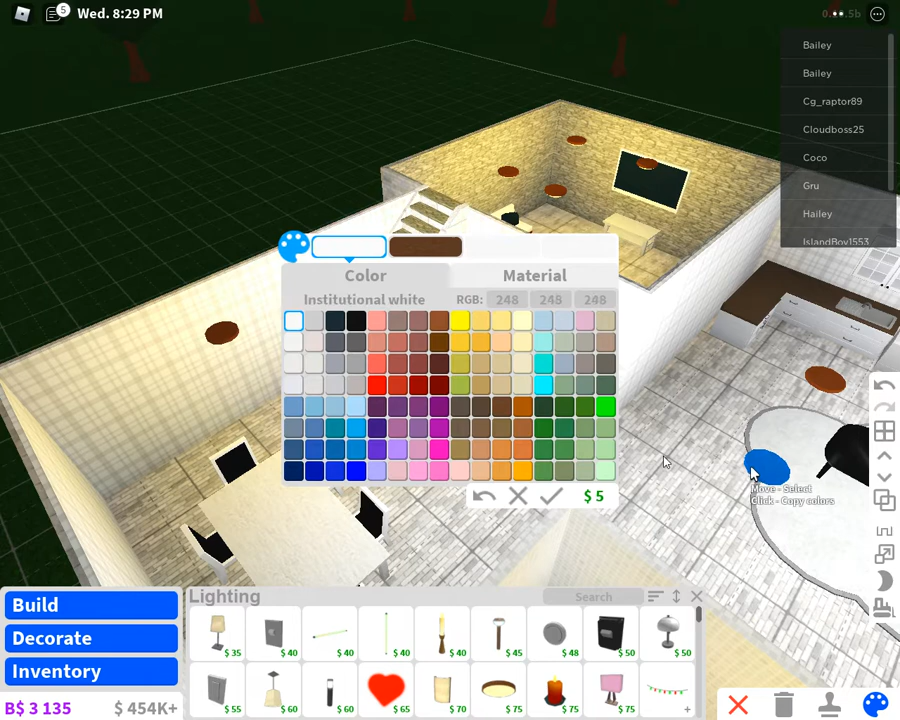 5 Wed. 8:29 PM
Bailey
Bailey
Cg_raptor89
Cloudboss25
Coco
Gru
Hailey
IslandBoy1553
Color
Material
Institutional white
RGB: 248 248 248
$ 5
Move - Select
Click - Copy colors
Build
Decorate
Inventory
B$ 3 135
$ 454K+
Lighting
Search
$ 35
$ 40
$ 40
$ 40
$ 40
$ 45
$ 48
$ 50
$ 50
$ 55
$ 60
$ 60
$ 65
$ 70
$ 75
$ 75
$ 75